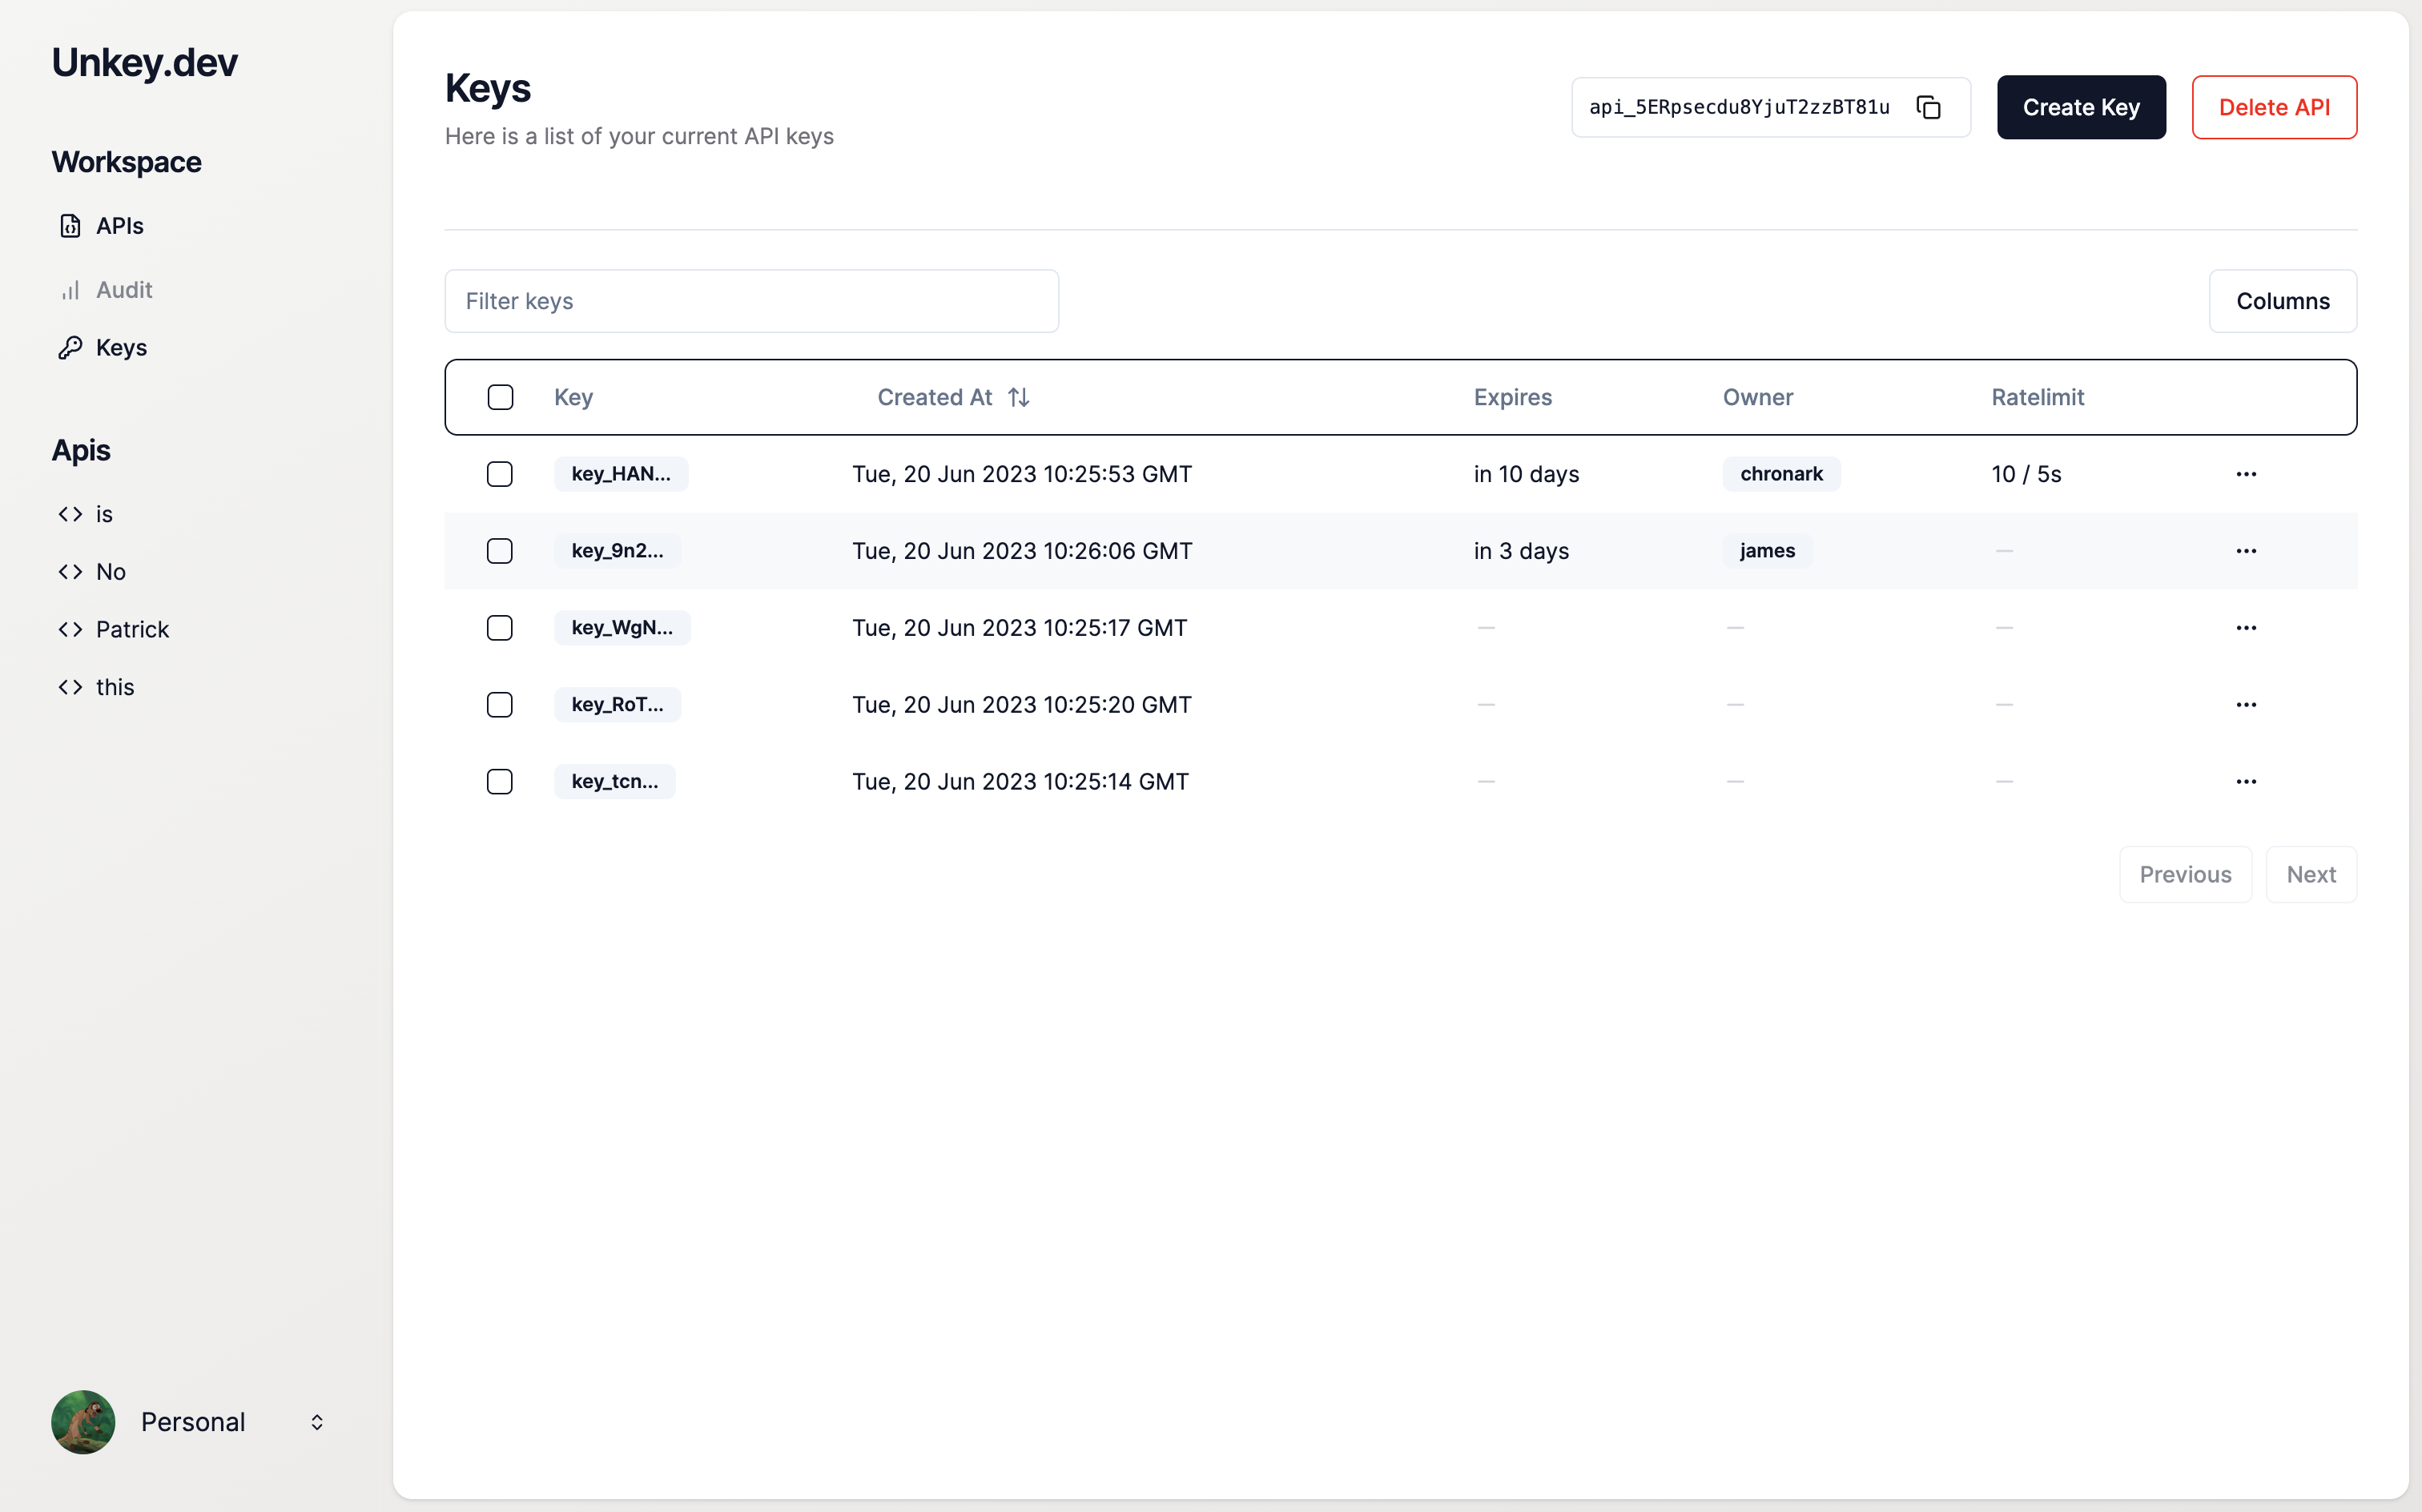 Unkey.dev
Workspace
APIs
Audit
Keys
Apis
is
No
Patrick
this
Personal
Keys
Here is a list of your current API keys
api_5ERpsecdu8YjuT2zzBT81u
Create Key
Delete API
Filter keys
Columns
Key Created At Expires Owner Ratelimit
key_HAN... Tue, 20 Jun 2023 10:25:53 GMT in 10 days chronark 10 / 5s ...
key_9n2... Tue, 20 Jun 2023 10:26:06 GMT in 3 days james — ...
key_WgN... Tue, 20 Jun 2023 10:25:17 GMT — — — ...
key_RoT... Tue, 20 Jun 2023 10:25:20 GMT — — — ...
key_tcn... Tue, 20 Jun 2023 10:25:14 GMT — — — ...
Previous Next